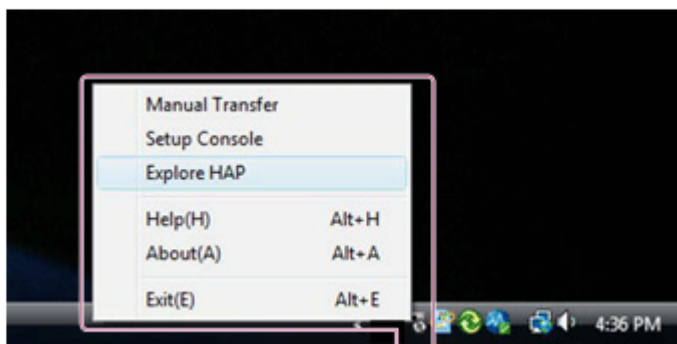 Manual Transfer
Setup Console
Explore HAP
Help(H) Alt+H
About(A) Alt+A
Exit(E) Alt+E
4:36 PM